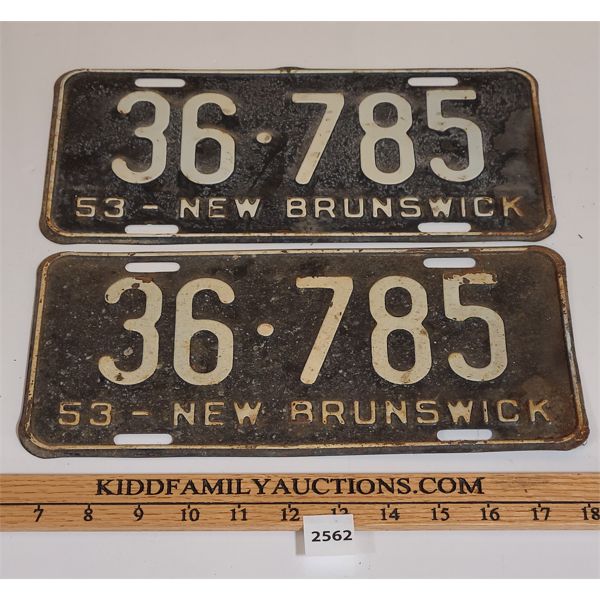 36·785
53 - NEW BRUNSWICK
36·785
53 - NEW BRUNSWICK
KIDDFAMILYAUCTIONS.COM
7 8 9 10 11 12 13 14 15 16 17 18
2562